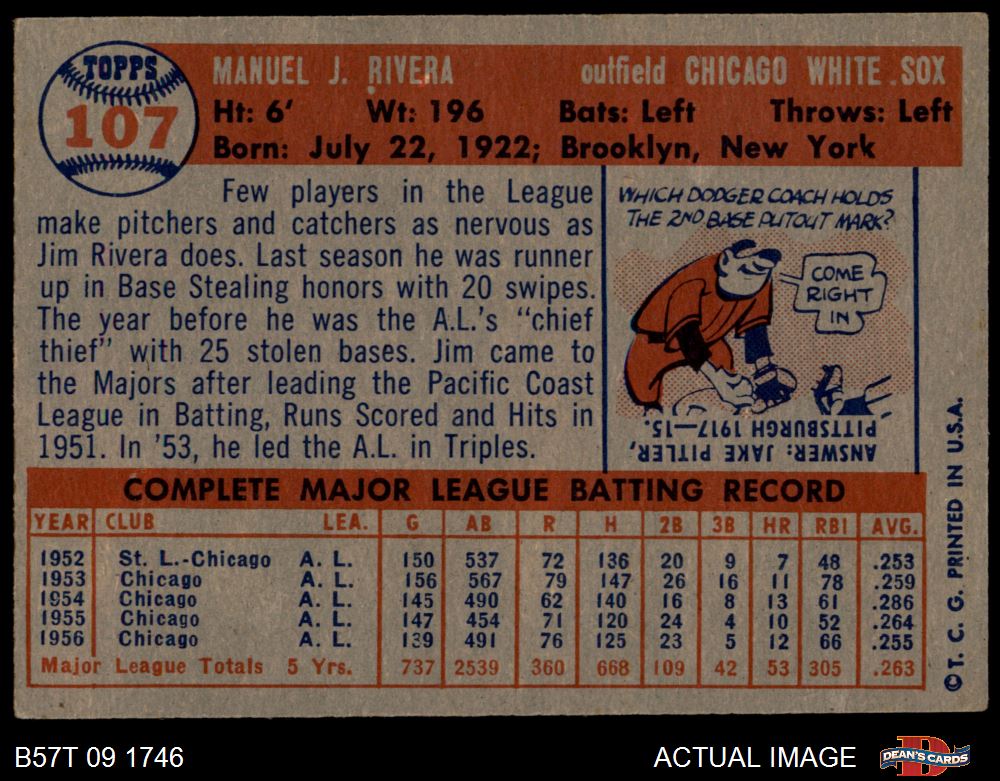 TOPPS
107
MANUEL J. RIVERA outfield CHICAGO WHITE SOX
Ht: 6' Wt: 196 Bats: Left Throws: Left
Born: July 22, 1922; Brooklyn, New York
Few players in the League
make pitchers and catchers as nervous as
Jim Rivera does. Last season he was runner
up in Base Stealing honors with 20 swipes.
The year before he was the A.L.'s "chief
thief" with 25 stolen bases. Jim came to
the Majors after leading the Pacific Coast
League in Batting, Runs Scored and Hits in
1951. In '53, he led the A.L. in Triples.
WHICH DODGER COACH HOLDS
THE 2ND BASE PUTOUT MARK?
COME
RIGHT
IN
ANSWER: JAKE PITLER,
PITTSBURGH 1917—15.
COMPLETE MAJOR LEAGUE BATTING RECORD
YEAR CLUB LEA. G AB R H 2B 3B HR RBI AVG.
1952 St. L.-Chicago A. L. 150 537 72 136 20 9 7 48 .253
1953 Chicago A. L. 156 567 79 147 26 16 11 78 .259
1954 Chicago A. L. 145 490 62 140 16 8 13 61 .286
1955 Chicago A. L. 147 454 71 120 24 4 10 52 .264
1956 Chicago A. L. 139 491 76 125 23 5 12 66 .255
Major League Totals 5 Yrs. 737 2539 360 668 109 42 53 305 .263
© T. C. G. PRINTED IN U.S.A.
B57T 09 1746
ACTUAL IMAGE
DEAN'S CARDS